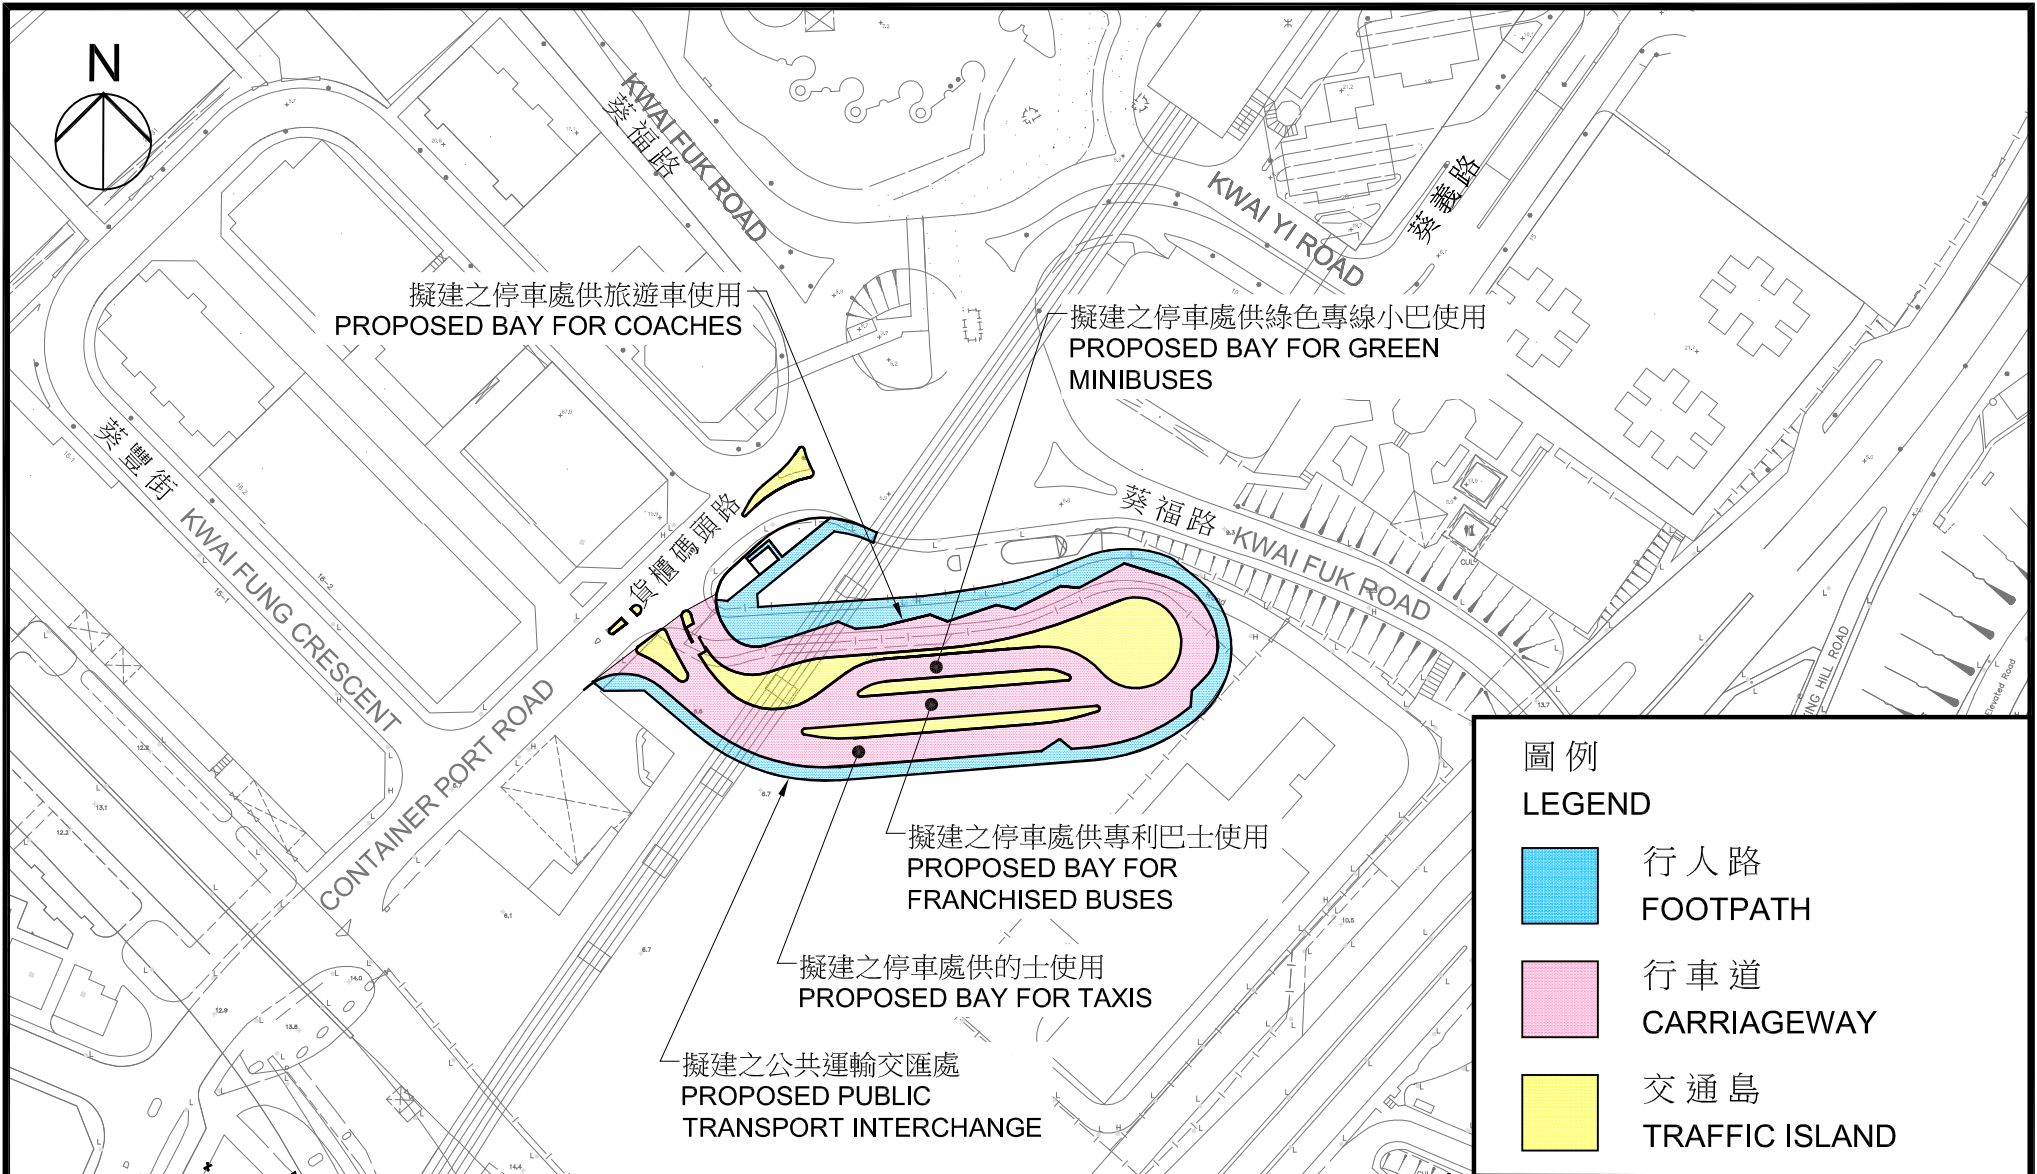 N
KWAI FUK ROAD
葵福路
KWAI YI ROAD
葵義路
擬建之停車處供旅遊車使用
PROPOSED BAY FOR COACHES
擬建之停車處供綠色專線小巴使用
PROPOSED BAY FOR GREEN
MINIBUSES
葵豐街
KWAI FUNG CRESCENT
貨櫃碼頭路
CONTAINER PORT ROAD
葵福路
KWAI FUK ROAD
擬建之停車處供專利巴士使用
PROPOSED BAY FOR
FRANCHISED BUSES
擬建之停車處供的士使用
PROPOSED BAY FOR TAXIS
擬建之公共運輸交匯處
PROPOSED PUBLIC
TRANSPORT INTERCHANGE
Elevated Road
圖例
LEGEND
行人路
FOOTPATH
行車道
CARRIAGEWAY
交通島
TRAFFIC ISLAND